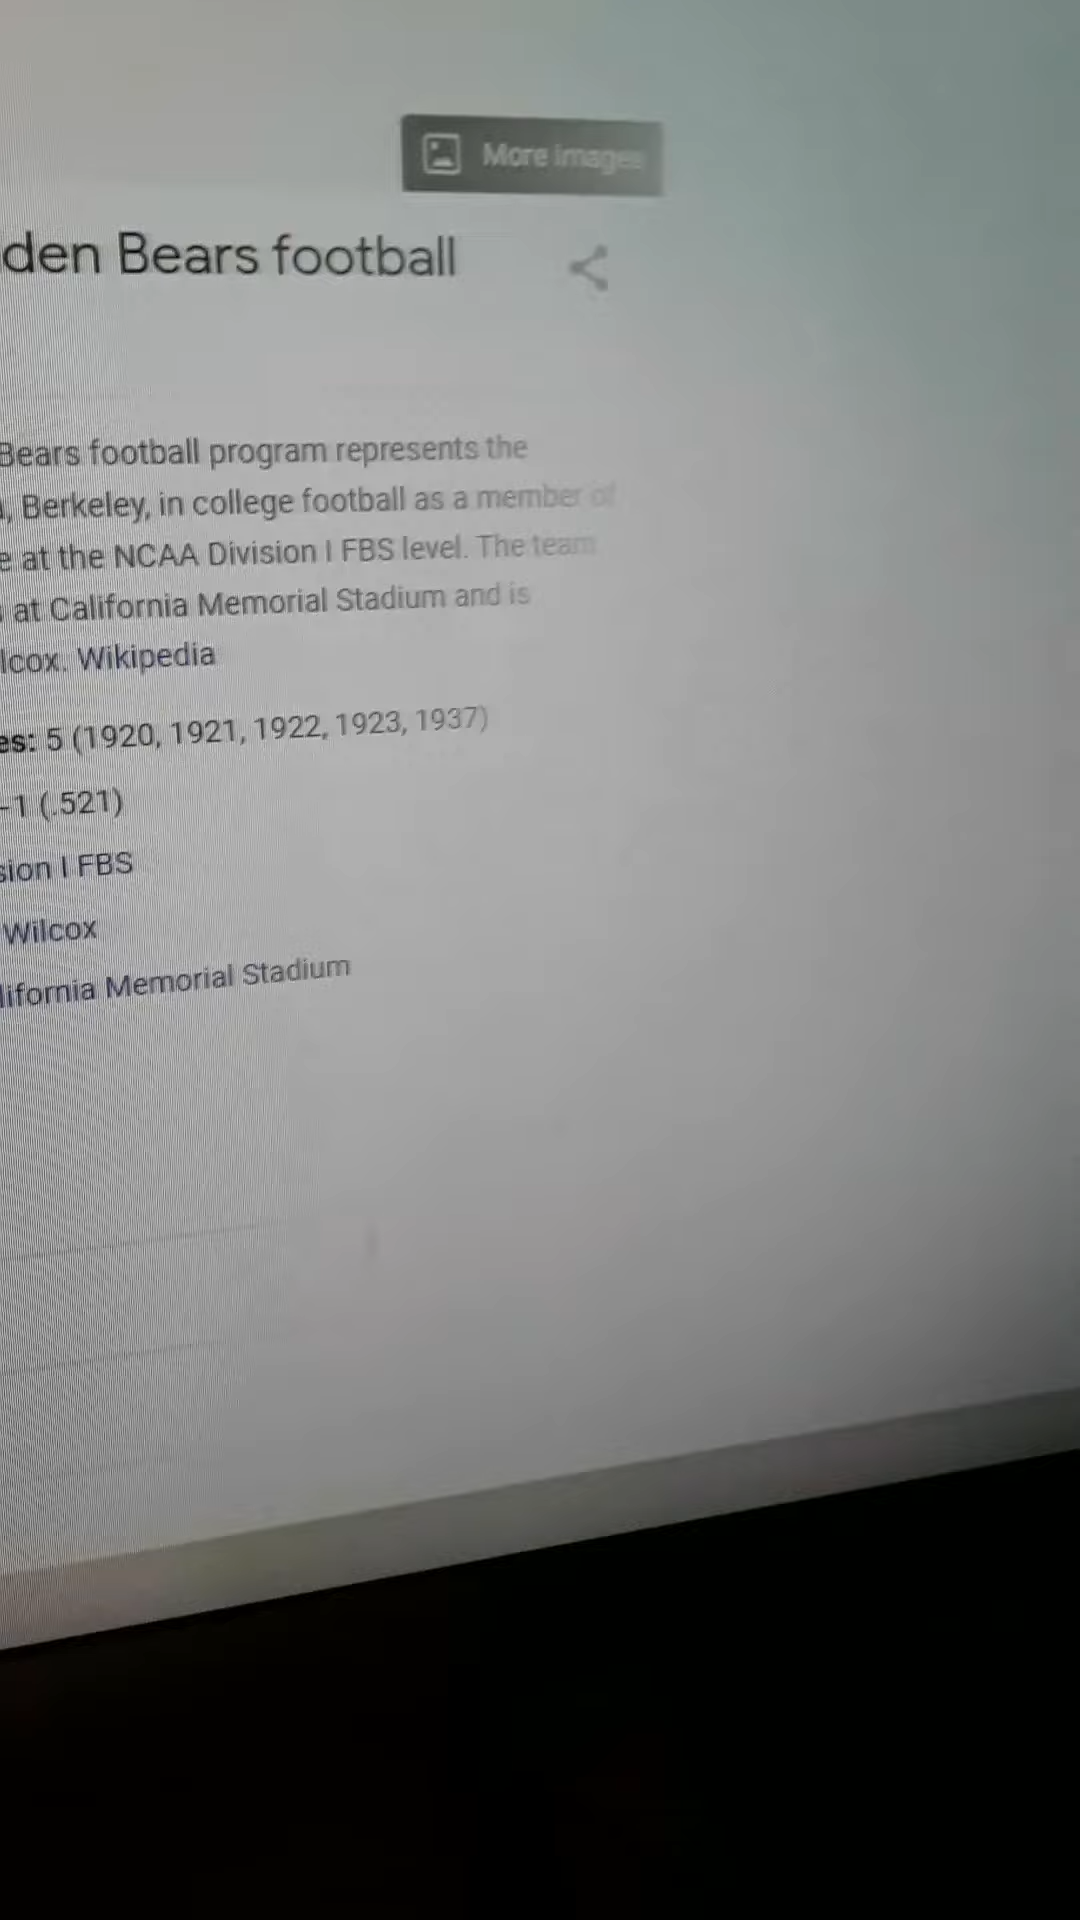 More images
den Bears football
Bears football program represents the
, Berkeley, in college football as a member of
e at the NCAA Division I FBS level. The team
at California Memorial Stadium and is
lcox. Wikipedia
es: 5 (1920, 1921, 1922, 1923, 1937)
-1 (.521)
sion I FBS
Wilcox
lifornia Memorial Stadium